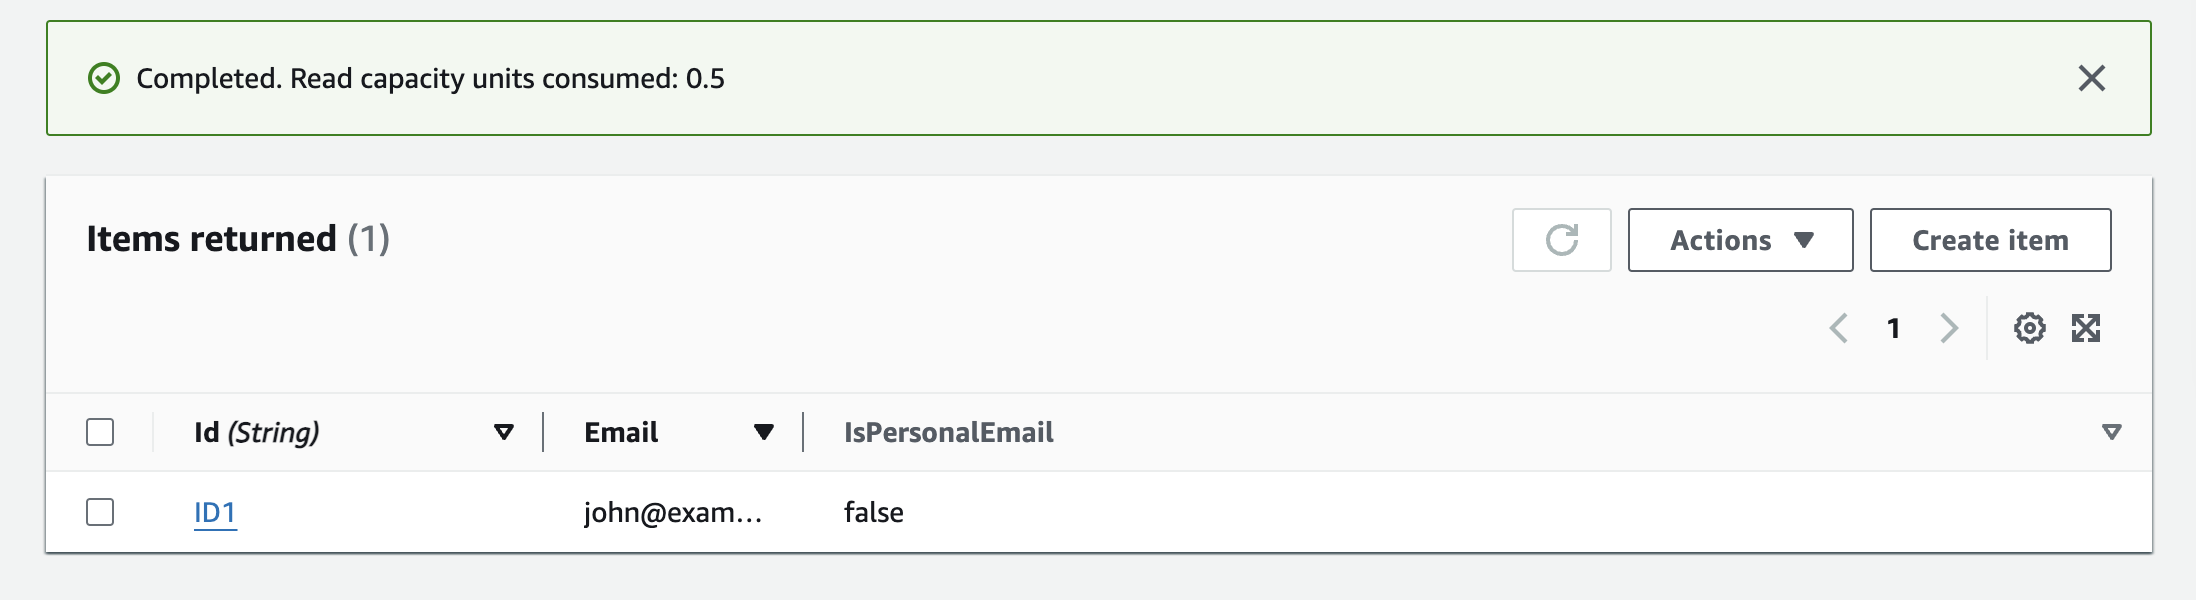 Completed. Read capacity units consumed: 0.5
Items returned (1)
Actions
Create item
1
Id (String) Email IsPersonalEmail
ID1 john@exam... false